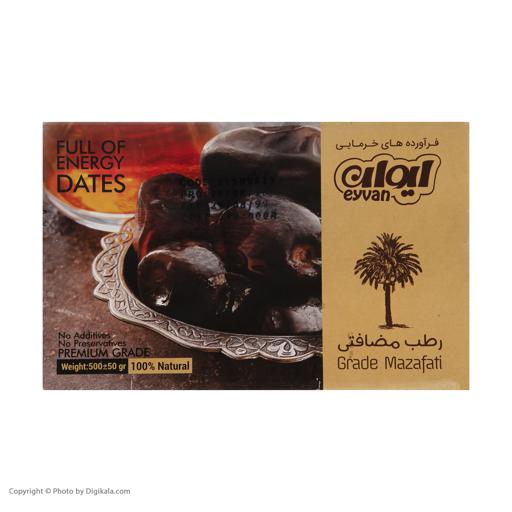 FULL OF
ENERGY
DATES
فرآورده های خرمایی
ایوان
eyvan
رطب مضافتی
Grade Mazafati
No Additives
No Preservatives
PREMIUM GRADE
Weight:500±50 gr
100% Natural
Copyright © Photo by Digikala.com